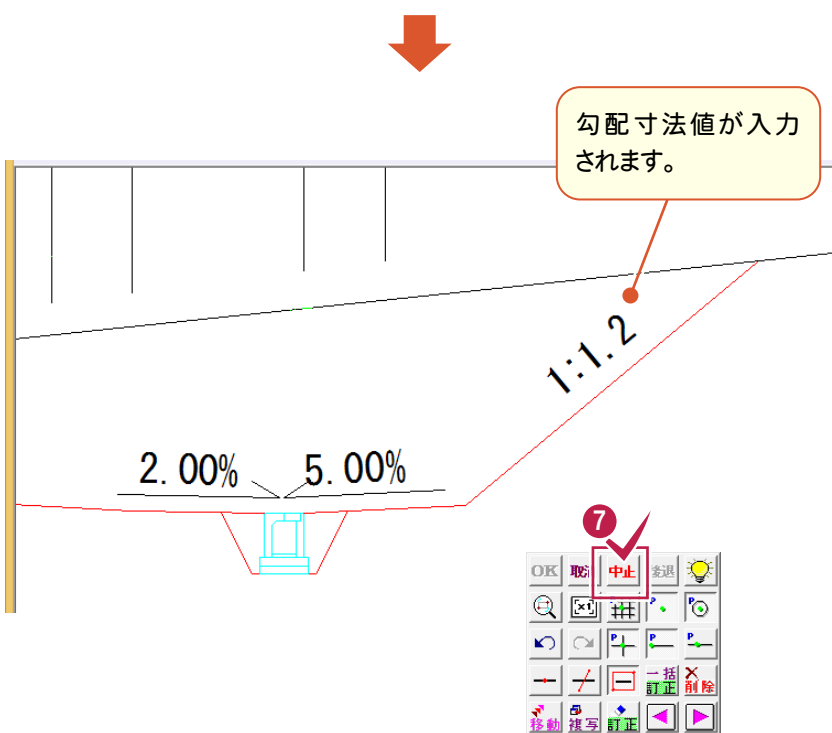 勾配寸法値が入力
されます。
1:1.2
2.00% 5.00%
7
OK 取消 中止 後退
[×1] P P
P P P
一括訂正 削除
移動 複写 訂正